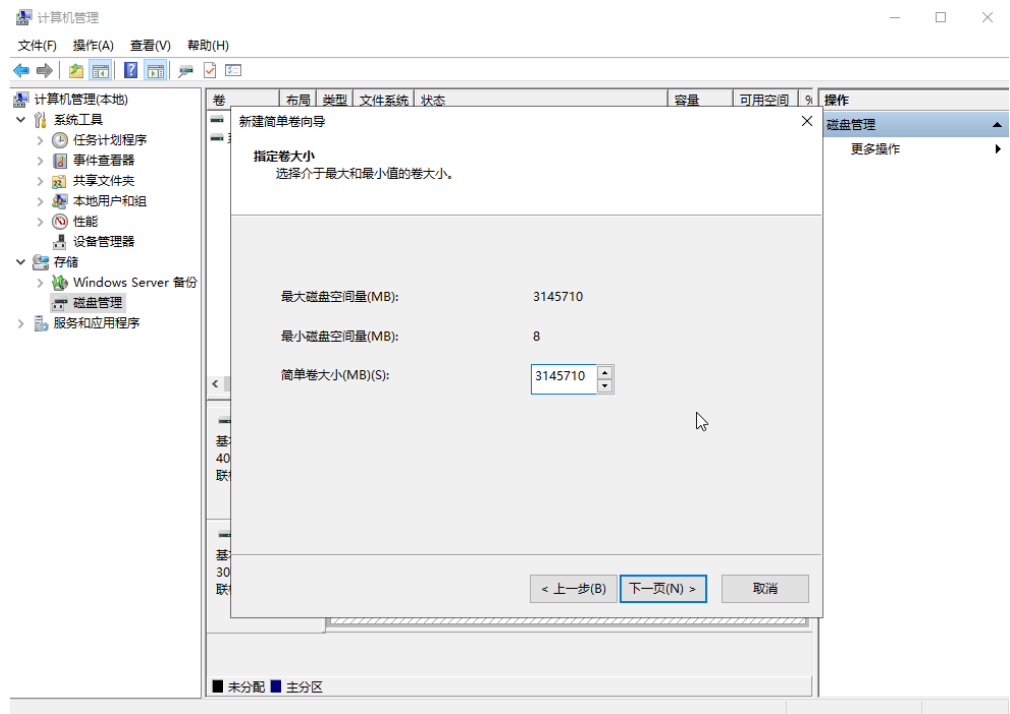 计算机管理
文件(F) 操作(A) 查看(V) 帮助(H)
计算机管理(本地)
系统工具
任务计划程序
事件查看器
共享文件夹
本地用户和组
性能
设备管理器
存储
Windows Server 备份
磁盘管理
服务和应用程序
卷 布局 类型 文件系统 状态 容量 可用空间 %
新建简单卷向导
指定卷大小
选择介于最大和最小值的卷大小。
最大磁盘空间量(MB): 3145710
最小磁盘空间量(MB): 8
简单卷大小(MB)(S): 3145710
< 上一步(B) 下一页(N) > 取消
基
40
联
基
30
联
未分配 主分区
操作
磁盘管理
更多操作